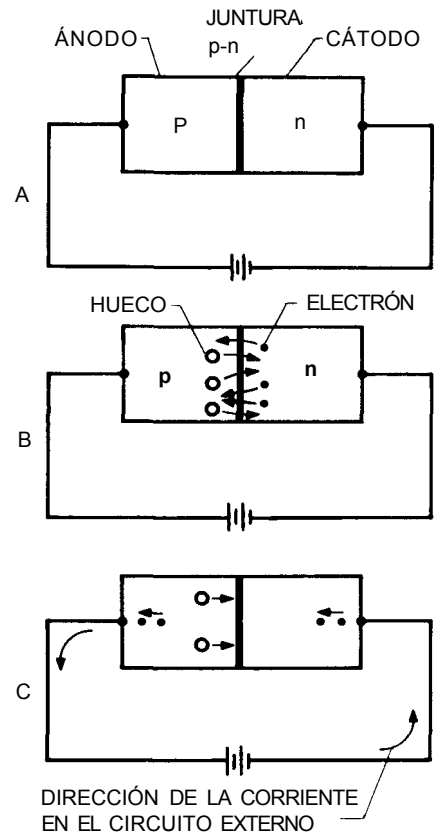 JUNTURA
ÁNODO
p-n
CÁTODO
P
n
A
HUECO
ELECTRÓN
p
n
B
C
DIRECCIÓN DE LA CORRIENTE
EN EL CIRCUITO EXTERNO